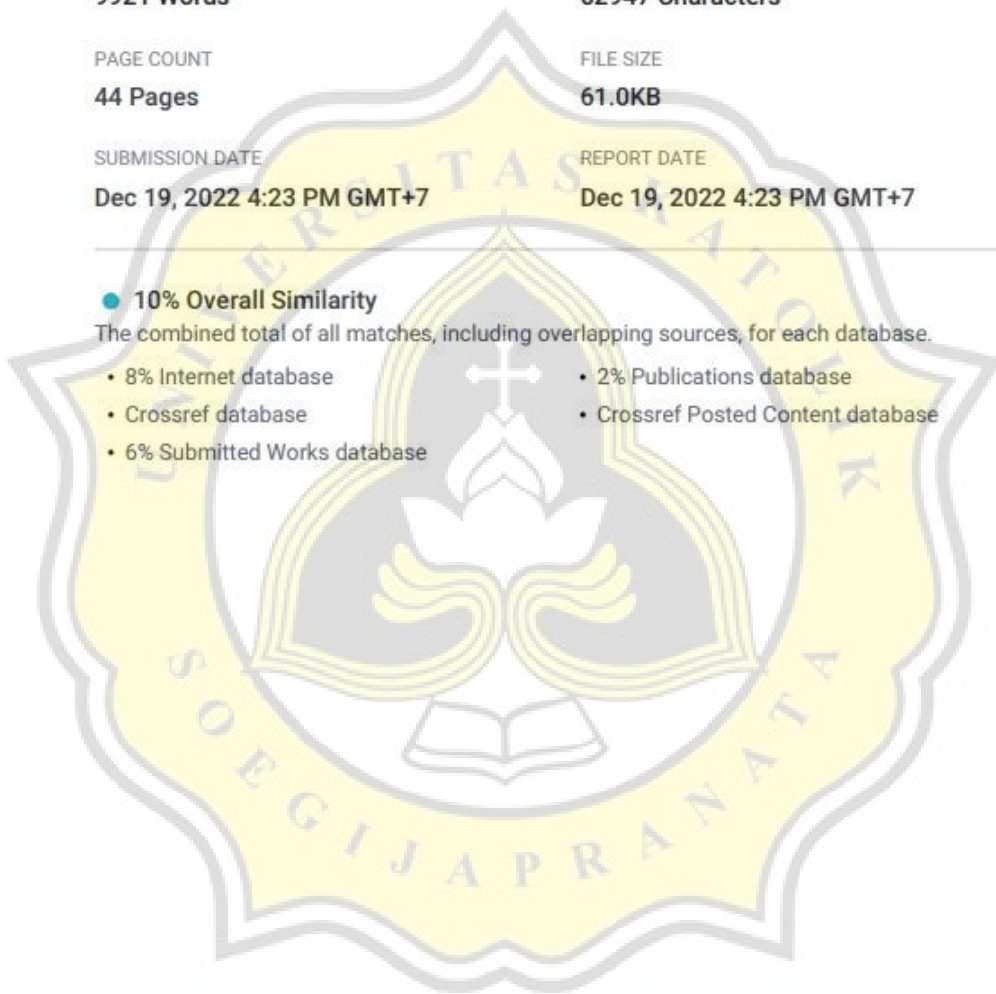 PAGE COUNT
44 Pages
FILE SIZE
61.0KB
SUBMISSION DATE
Dec 19, 2022 4:23 PM GMT+7
REPORT DATE
Dec 19, 2022 4:23 PM GMT+7
10% Overall Similarity
The combined total of all matches, including overlapping sources, for each database.
• 8% Internet database
• 2% Publications database
• Crossref database
• Crossref Posted Content database
• 6% Submitted Works database
UNIVERSITAS KATOLIK
SOEGIJAPRANATA